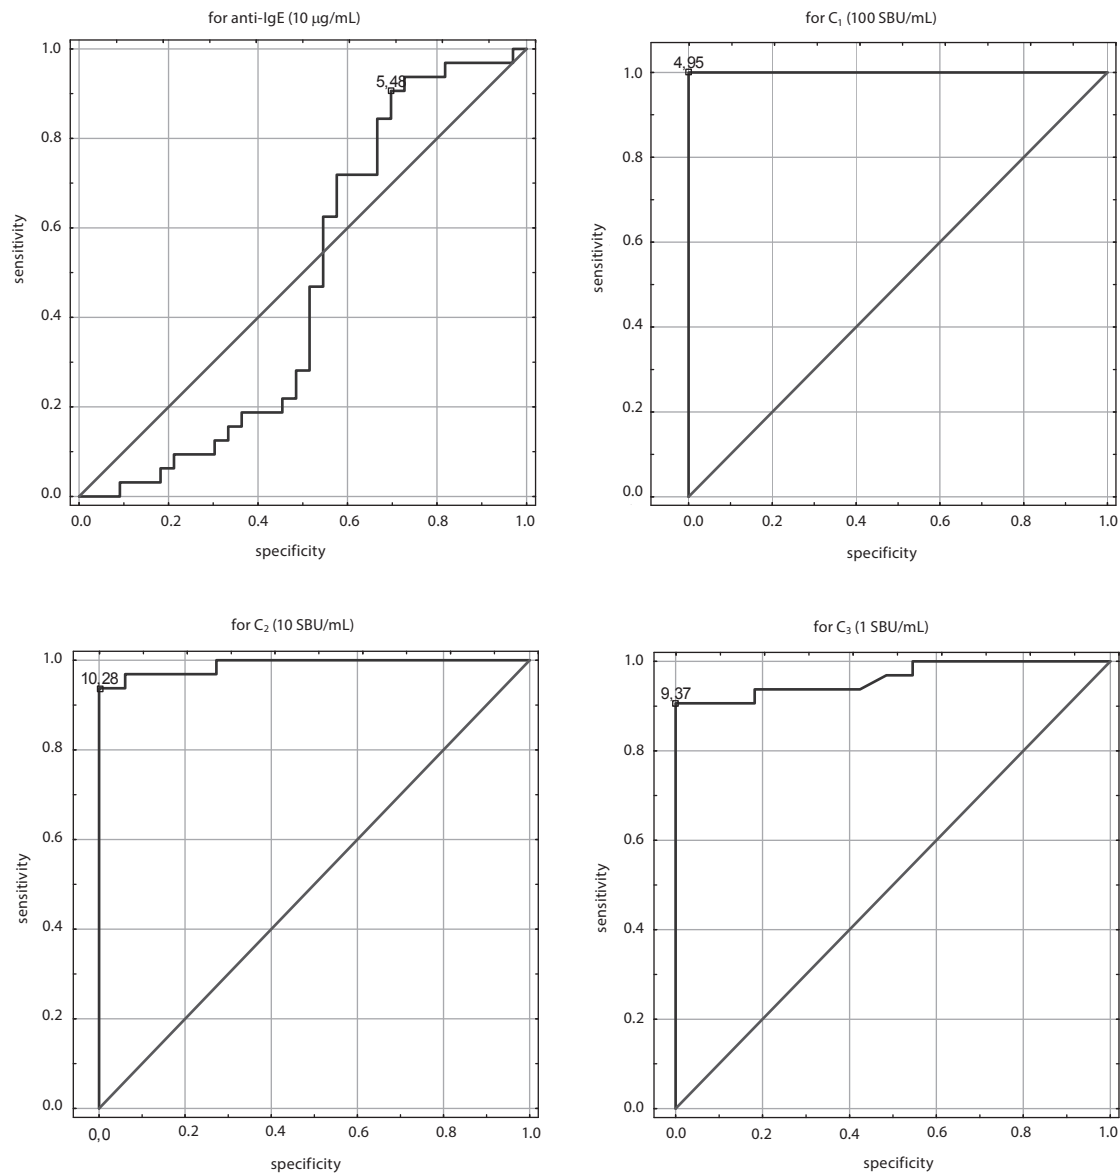 for anti-IgE (10 μg/mL)
1.0
5,48
0.8
0.6
0.4
0.2
0.0
sensitivity
0.0 0.2 0.4 0.6 0.8 1.0
specificity
for C₁ (100 SBU/mL)
4,95
1.0
0.8
0.6
0.4
0.2
0.0
sensitivity
0.0 0.2 0.4 0.6 0.8 1.0
specificity
for C₂ (10 SBU/mL)
1.0
10,28
0.8
0.6
0.4
0.2
0.0
sensitivity
0,0 0.2 0.4 0.6 0.8 1.0
specificity
for C₃ (1 SBU/mL)
1.0
9,37
0.8
0.6
0.4
0.2
0.0
sensitivity
0.0 0.2 0.4 0.6 0.8 1.0
specificity